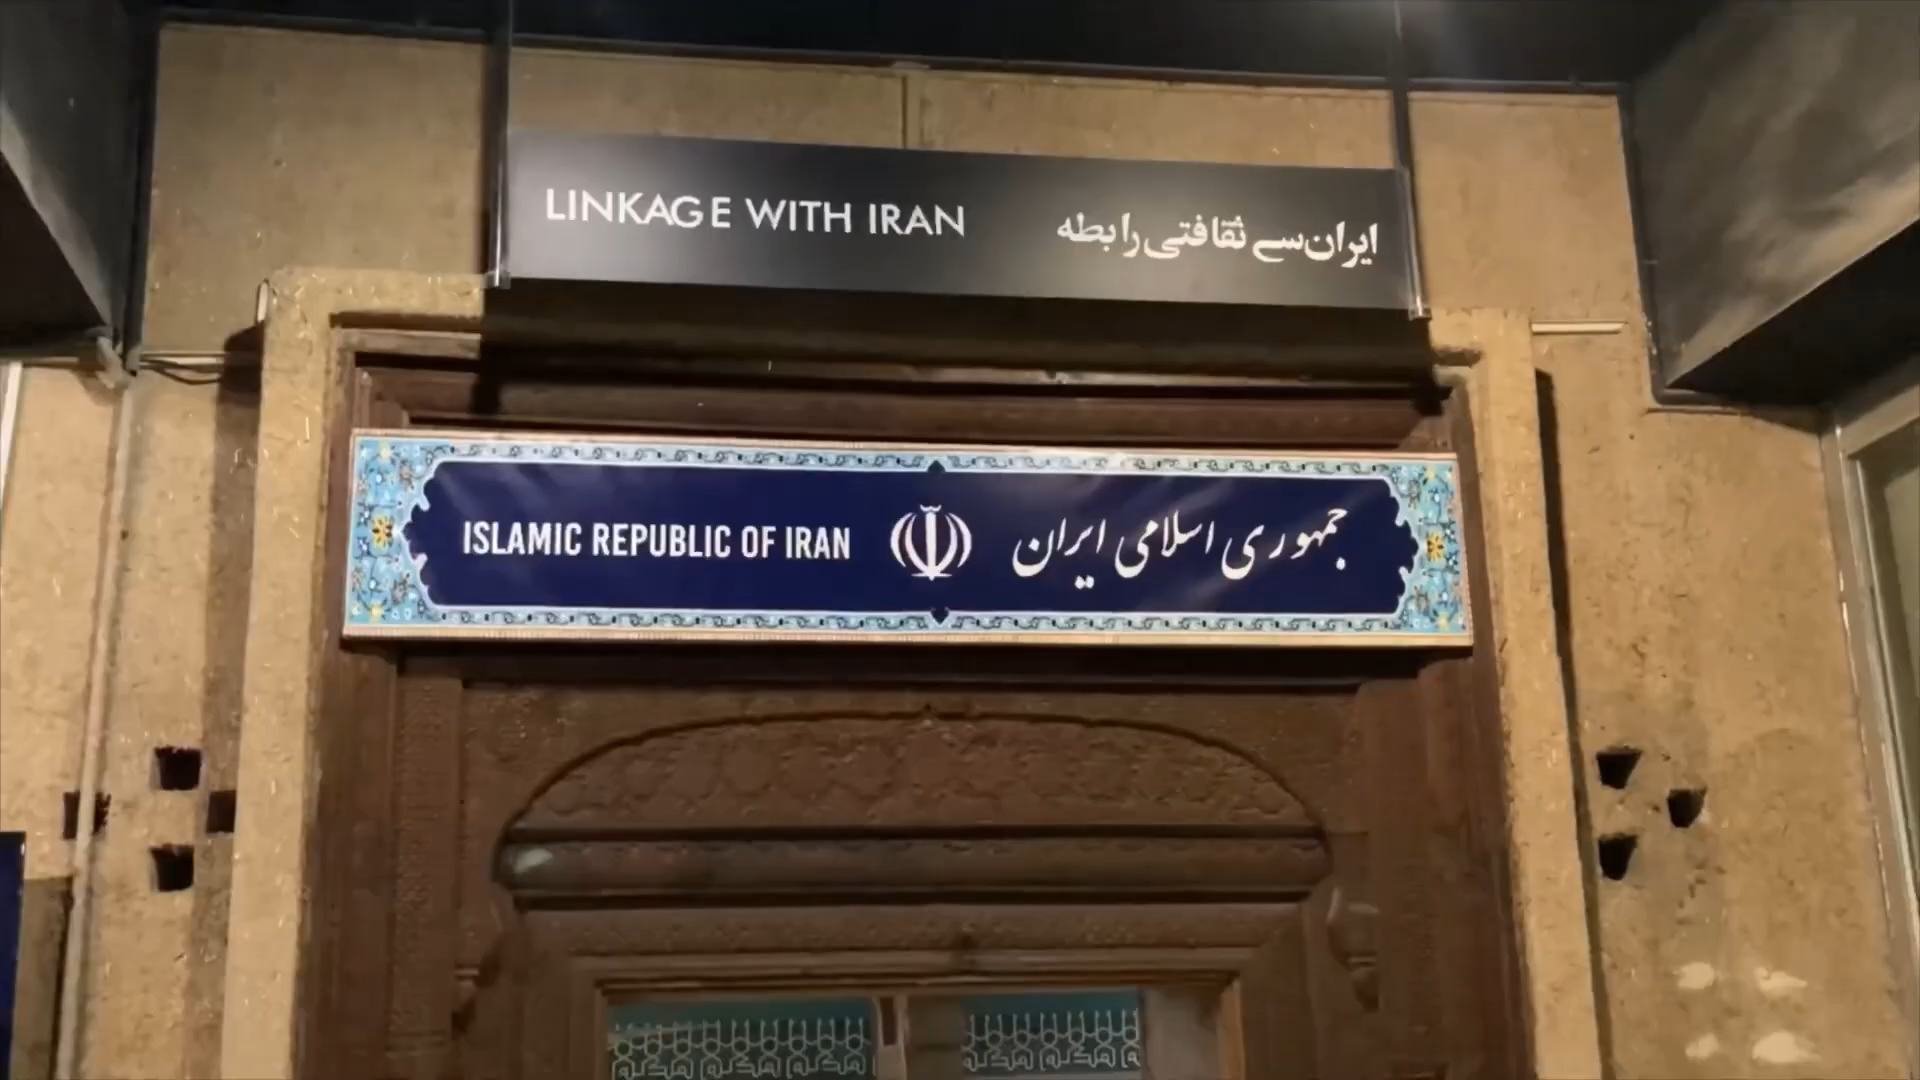 LINKAGE WITH IRAN ایران سے ثقافتی رابطہ
ISLAMIC REPUBLIC OF IRAN جمهوری اسلامی ایران